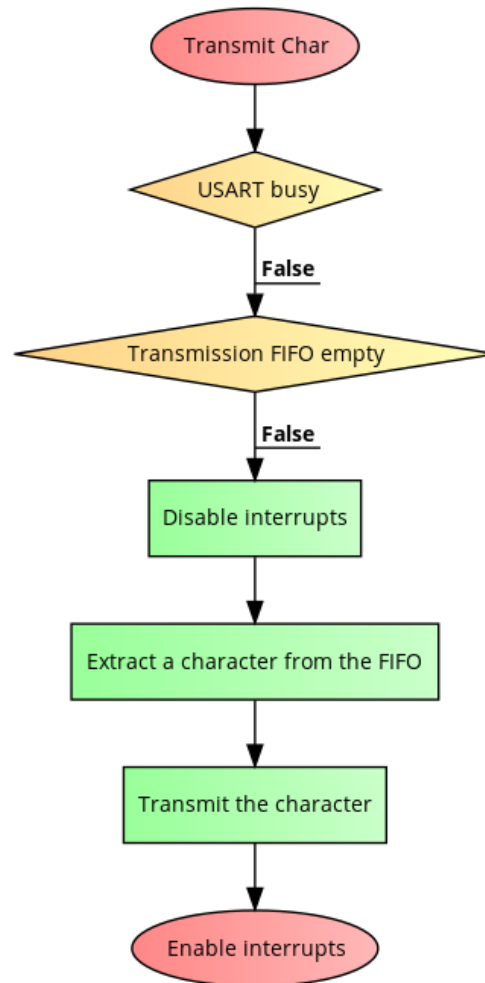 Transmit Char
USART busy
False
Transmission FIFO empty
False
Disable interrupts
Extract a character from the FIFO
Transmit the character
Enable interrupts